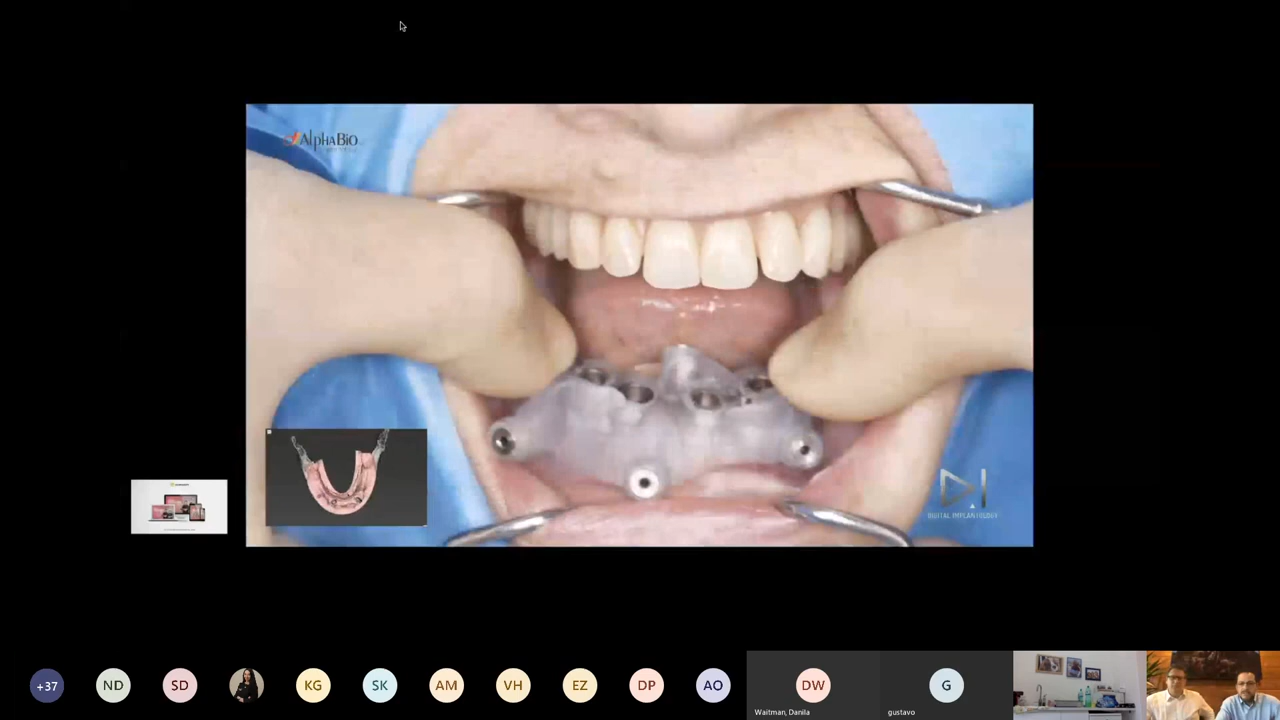 AlphaBio
DIGITAL IMPLANTOLOGY
+37
ND
SD
KG
SK
AM
VH
EZ
DP
AO
DW
G
Waitman, Danila
gustavo